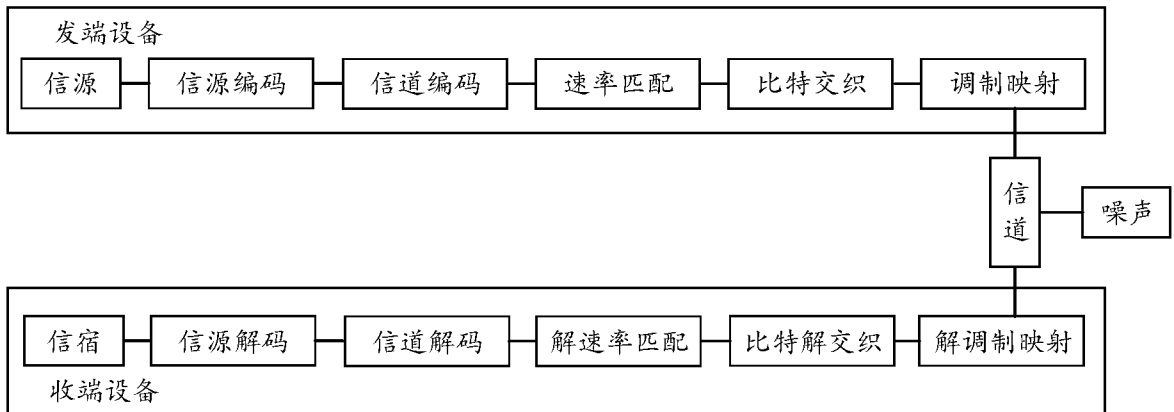 发端设备
信源
信源编码
信道编码
速率匹配
比特交织
调制映射
信道
噪声
信宿
信源解码
信道解码
解速率匹配
比特解交织
解调制映射
收端设备